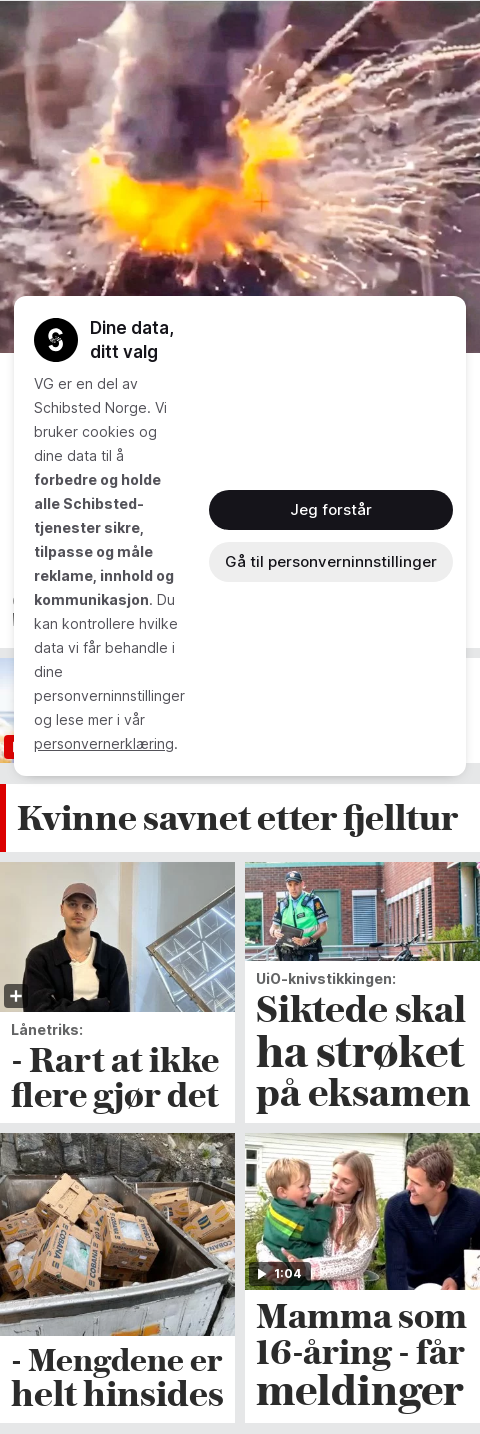 Dine data,
ditt valg
VG er en del av
Schibsted Norge. Vi
bruker cookies og
dine data til å
forbedre og holde
alle Schibsted-
tjenester sikre,
tilpasse og måle
reklame, innhold og
kommunikasjon. Du
kan kontrollere hvilke
data vi får behandle i
dine
personverninnstillinger
og lese mer i vår
personvernerklæring.
Jeg forstår
Gå til personverninnstillinger
Kvinne savnet etter fjelltur
Lånetriks:
- Rart at ikke
flere gjør det
UiO-knivstikkingen:
Siktede skal
ha strøket
på eksamen
COBANA
COBANA
- Mengdene er
helt hinsides
1:04
Mamma som
16-åring - får
meldinger